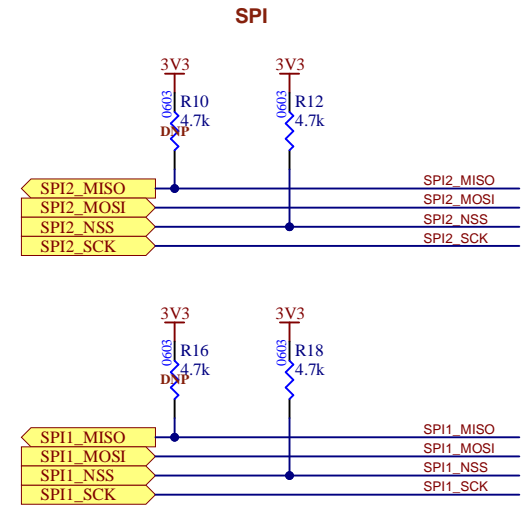 SPI
3V3 3V3
0603 R10 0603 R12
4.7k 4.7k
DNP
SPI2_MISO SPI2_MISO
SPI2_MOSI SPI2_MOSI
SPI2_NSS SPI2_NSS
SPI2_SCK SPI2_SCK
3V3 3V3
0603 R16 0603 R18
4.7k 4.7k
DNP
SPI1_MISO SPI1_MISO
SPI1_MOSI SPI1_MOSI
SPI1_NSS SPI1_NSS
SPI1_SCK SPI1_SCK